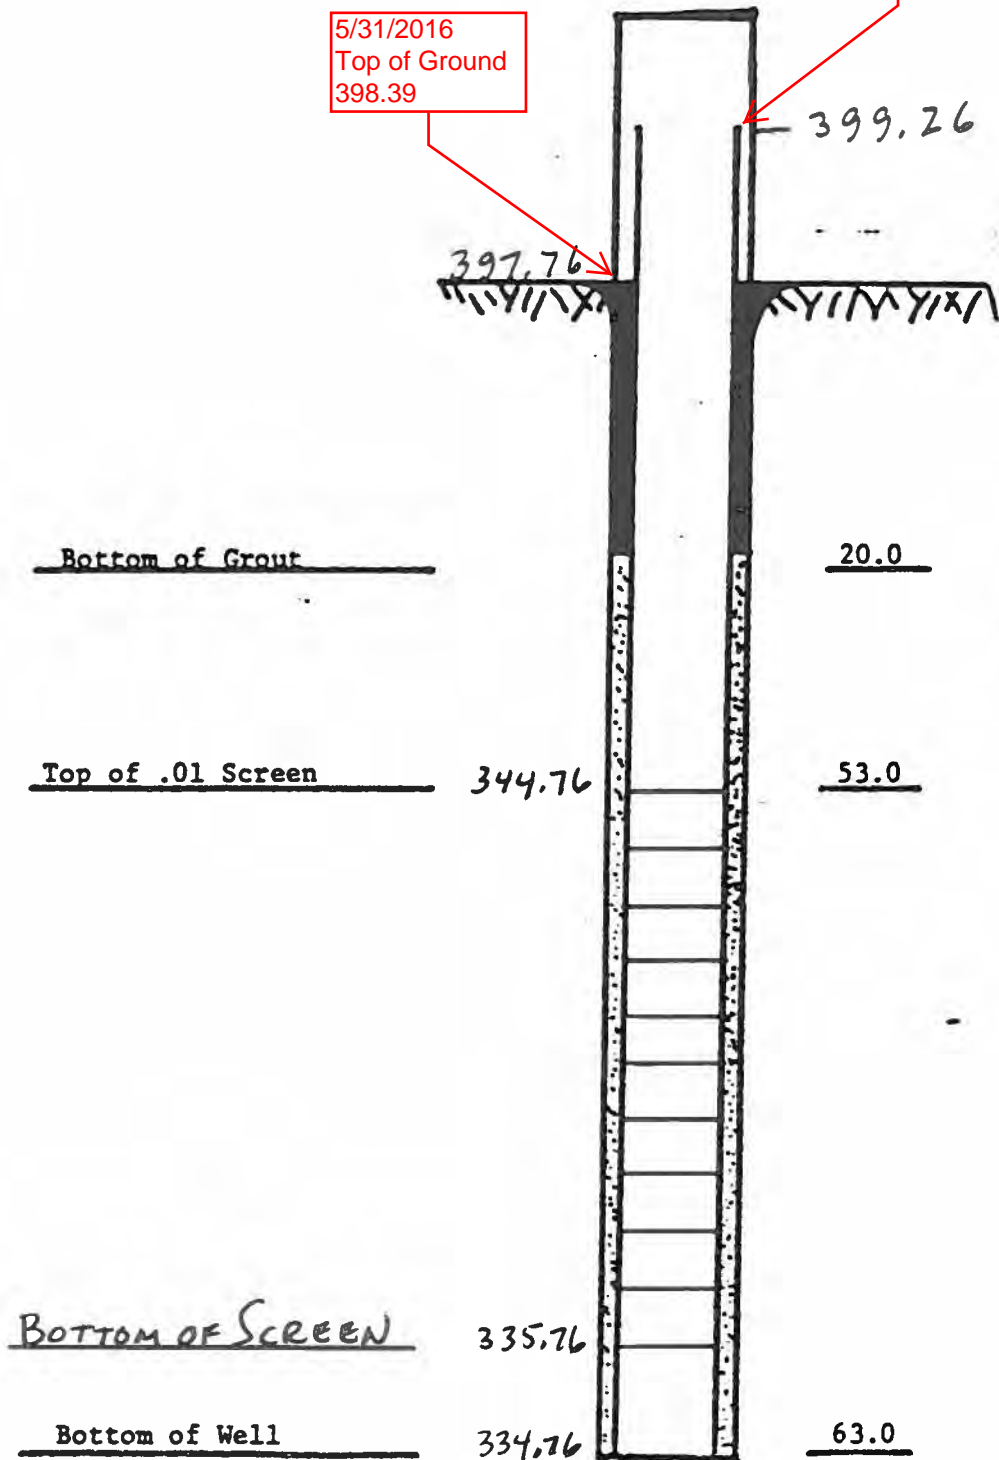 5/31/2016
Top of Ground
398.39
399.26
397.76
Bottom of Grout 20.0
Top of .01 Screen 344.76 53.0
BOTTOM OF SCREEN 335.76
Bottom of Well 334.76 63.0